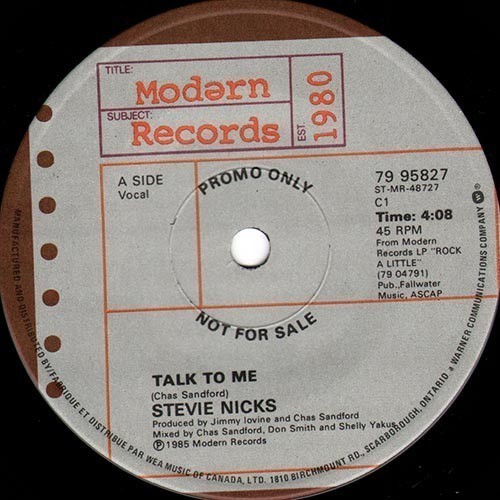 TITLE:
Modərn
SUBJECT:
Records
EST
1980
A SIDE
Vocal
PROMO ONLY
NOT FOR SALE
79 95827
ST-MR-48727
C1
Time: 4:08
45 RPM
From Modern
Records LP "ROCK
A LITTLE"
(79 04791)
Pub.,Fallwater
Music, ASCAP
TALK TO ME
(Chas Sandford)
STEVIE NICKS
Produced by Jimmy Iovine and Chas Sandford
Mixed by Chas Sandford, Don Smith and Shelly Yakus
Ⓟ1985 Modern Records
MANUFACTURED AND DISTRIBUTED BY/FABRIQUE ET DISTRIBUE PAR WEA MUSIC OF CANADA, LTD. 1810 BIRCHMOUNT RD., SCARBOROUGH, ONTARIO A WARNER COMMUNICATIONS COMPANY